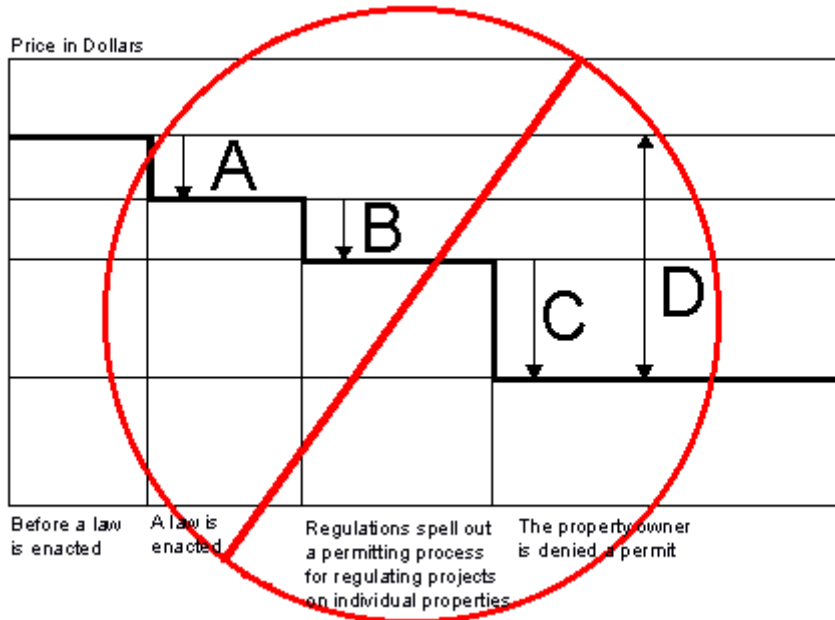 Price in Dollars
A
B
C
D
Before a law
is enacted
A law is
enacted
Regulations spell out
a permitting process
for regulating projects
on individual properties
The property owner
is denied a permit